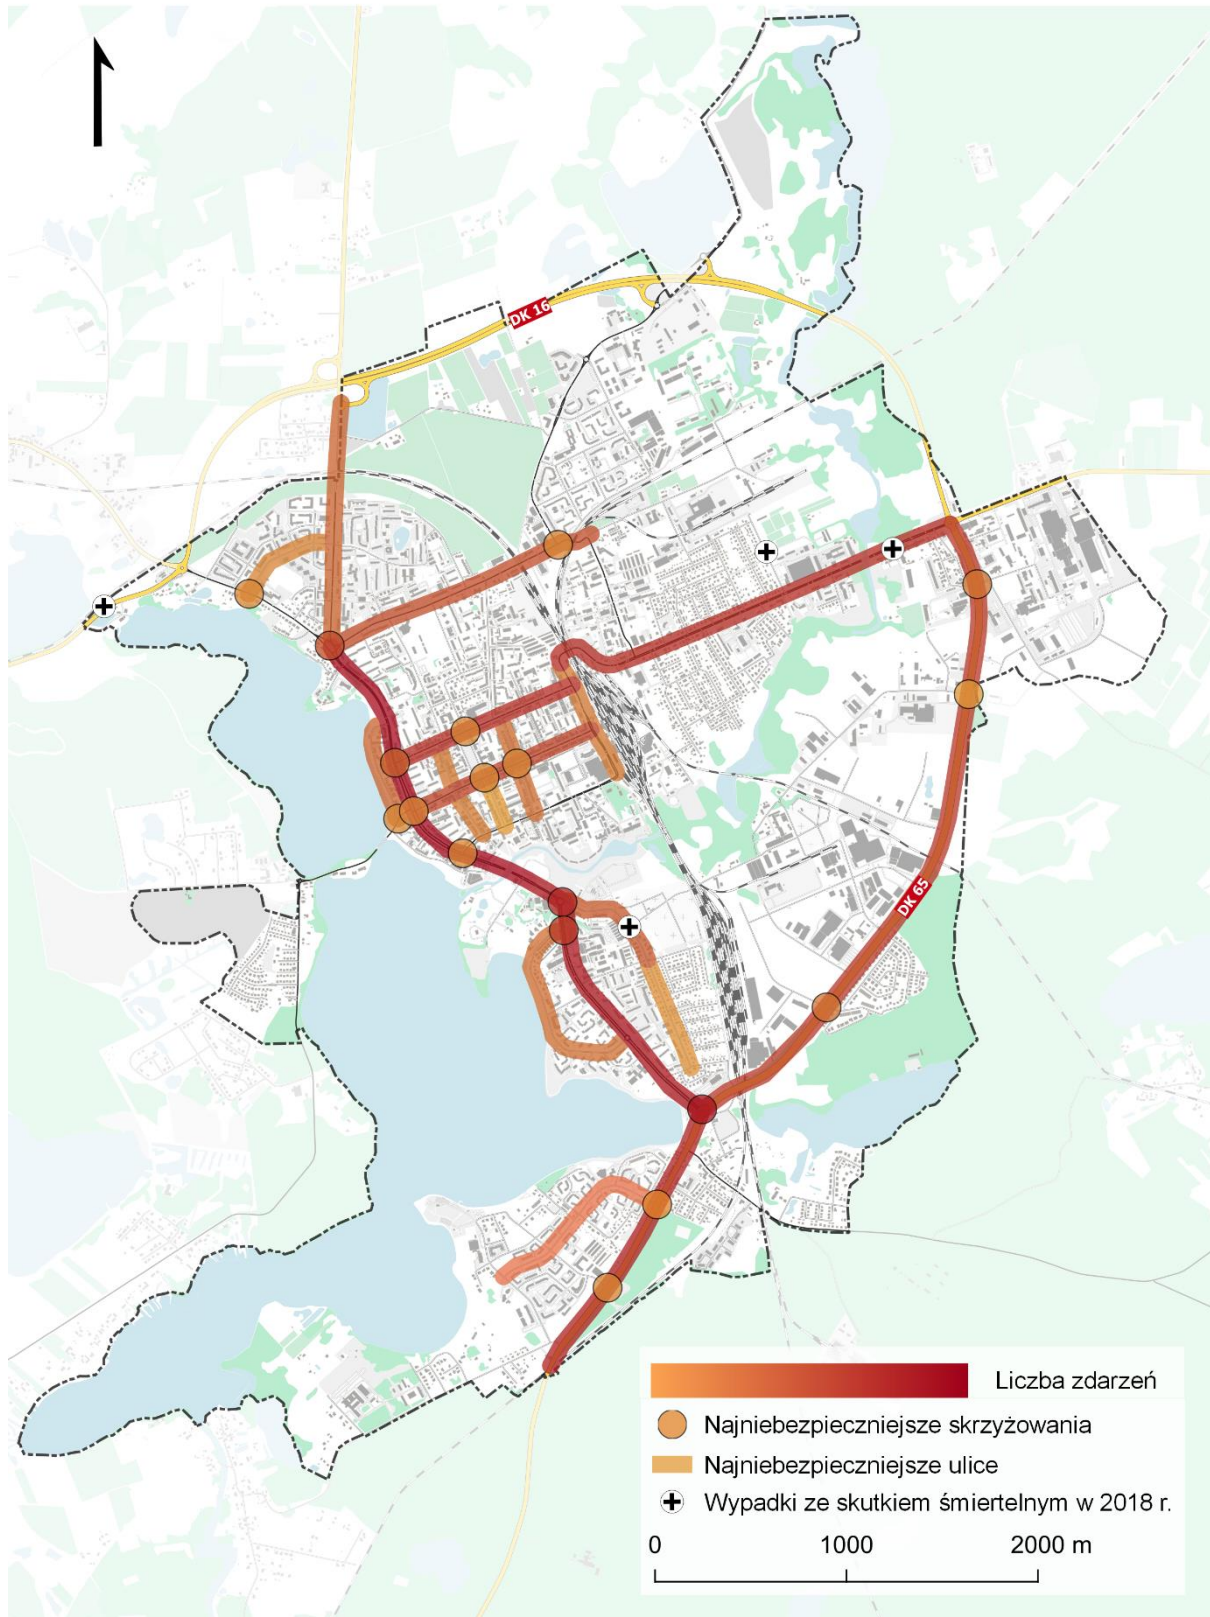 DK 16
DK 65
Liczba zdarzeń
Najniebezpieczniejsze skrzyżowania
Najniebezpieczniejsze ulice
Wypadki ze skutkiem śmiertelnym w 2018 r.
0 1000 2000 m